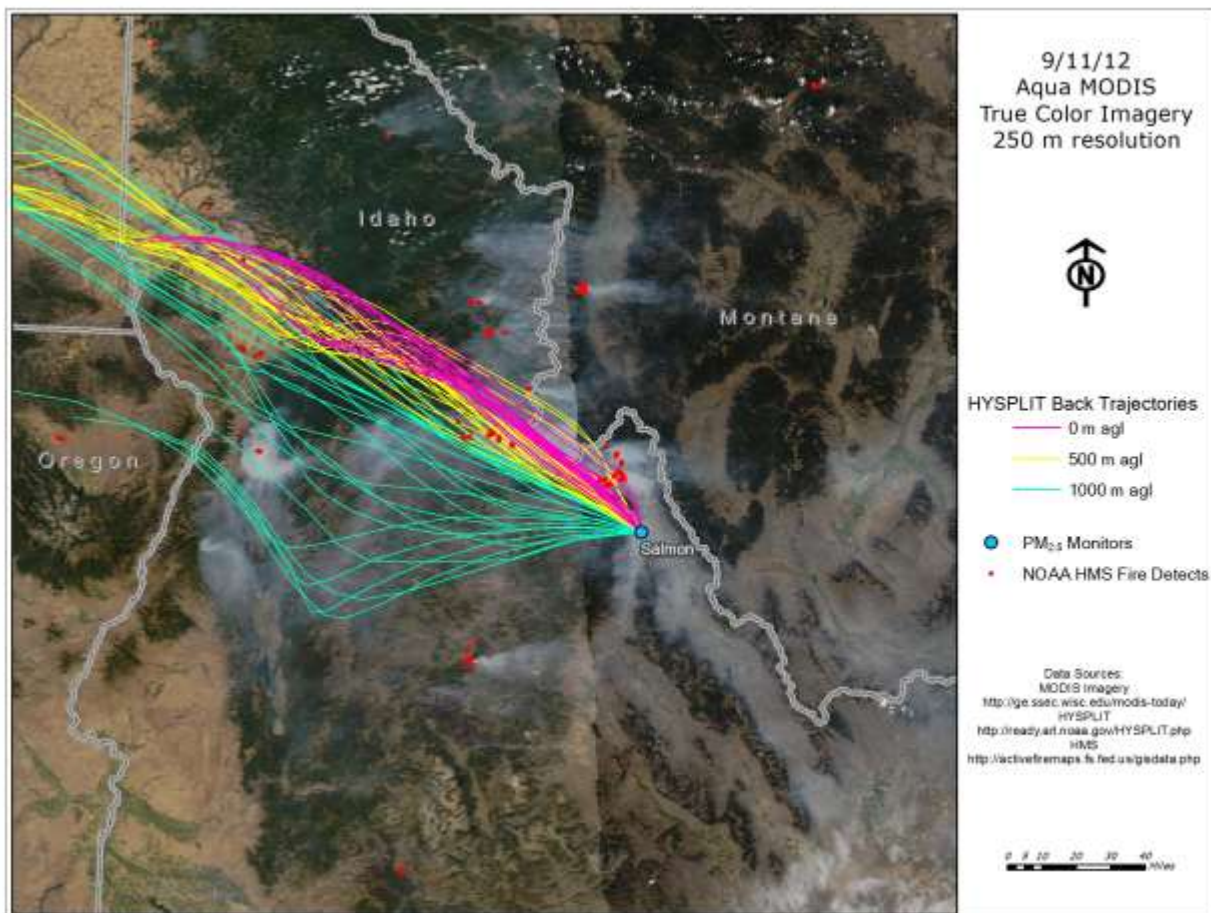 9/11/12
Aqua MODIS
True Color Imagery
250 m resolution
Idaho
Montana
Oregon
Salmon
N
HYSPLIT Back Trajectories
0 m agl
500 m agl
1000 m agl
PM2.5 Monitors
NOAA HMS Fire Detects
Data Sources:
MODIS Imagery
http://ge.ssec.wisc.edu/modis-today/
HYSPLIT
http://ready.arl.noaa.gov/HYSPLIT.php
HMS
http://activefiremaps.fs.fed.us/gisdata.php
0 5 10 20 30 40
Miles